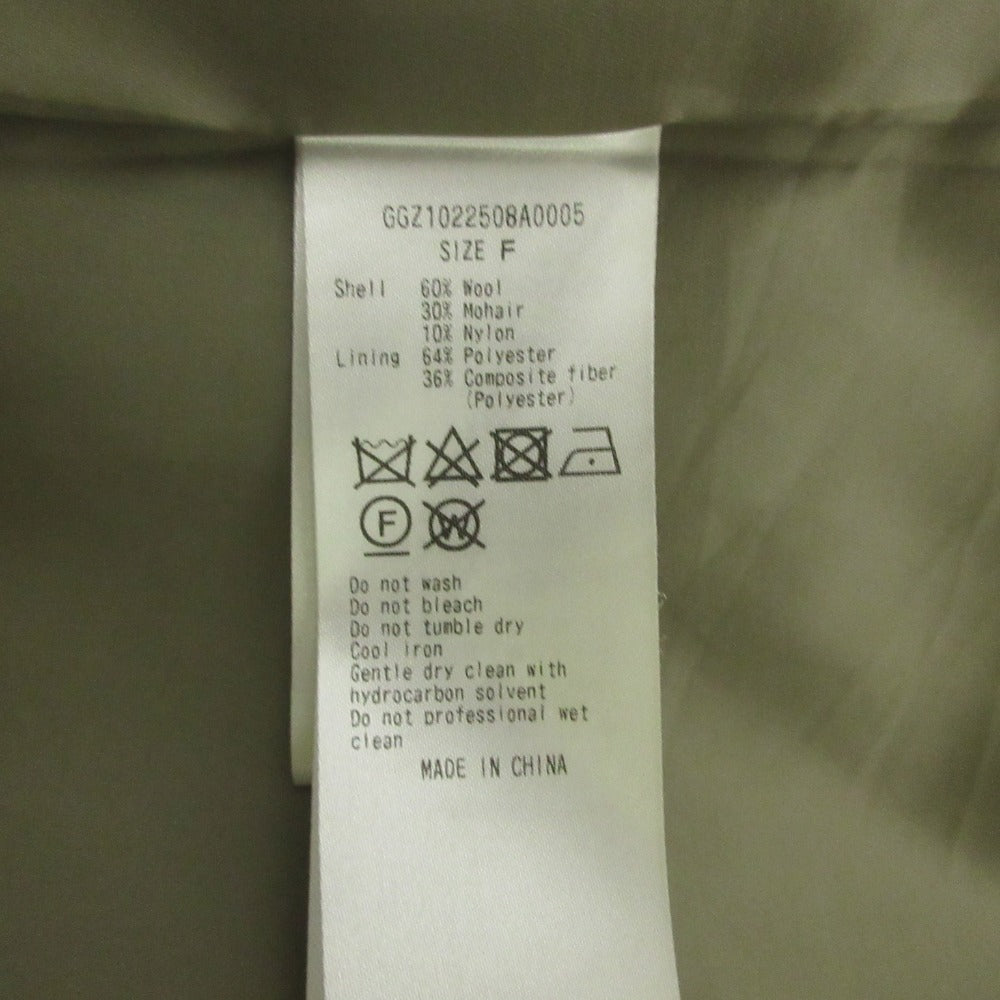 GGZ1022508A0005
SIZE F
Shell 60% Wool
30% Mohair
10% Nylon
Lining 64% Polyester
36% Composite fiber
(Polyester)
F W
Do not wash
Do not bleach
Do not tumble dry
Cool iron
Gentle dry clean with
hydrocarbon solvent
Do not professional wet
clean
MADE IN CHINA